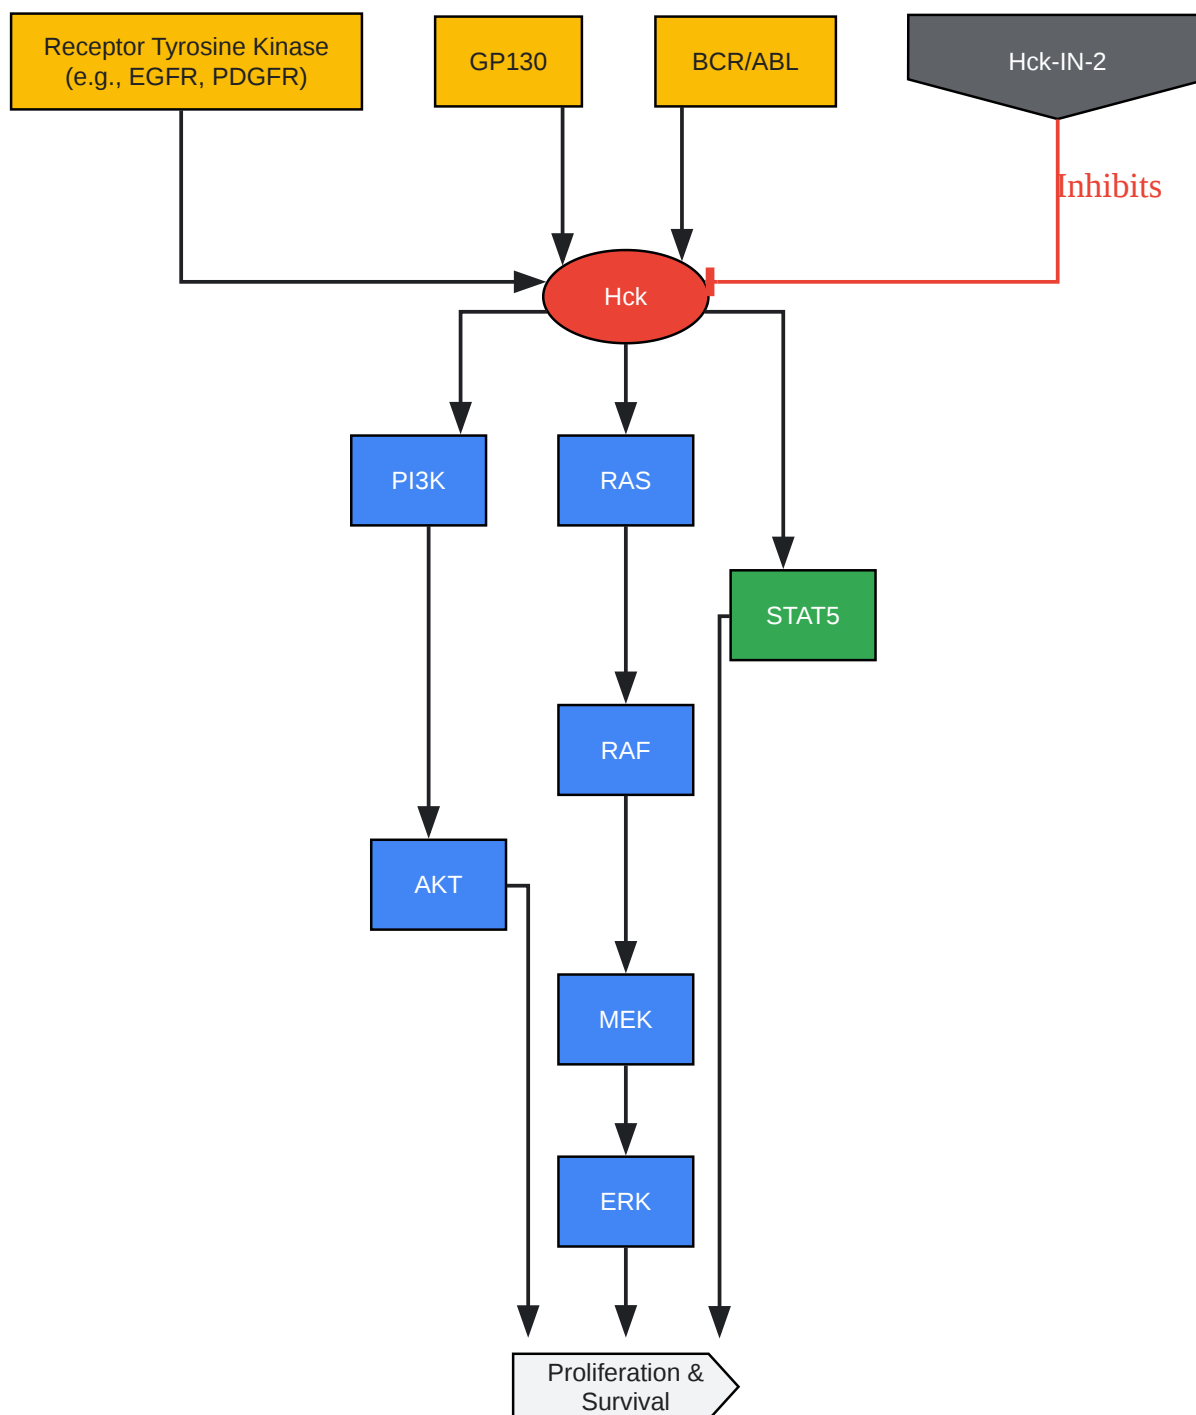 Receptor Tyrosine Kinase
(e.g., EGFR, PDGFR)
GP130
BCR/ABL
Hck-IN-2
Inhibits
Hck
PI3K
RAS
STAT5
RAF
AKT
MEK
ERK
Proliferation &
Survival